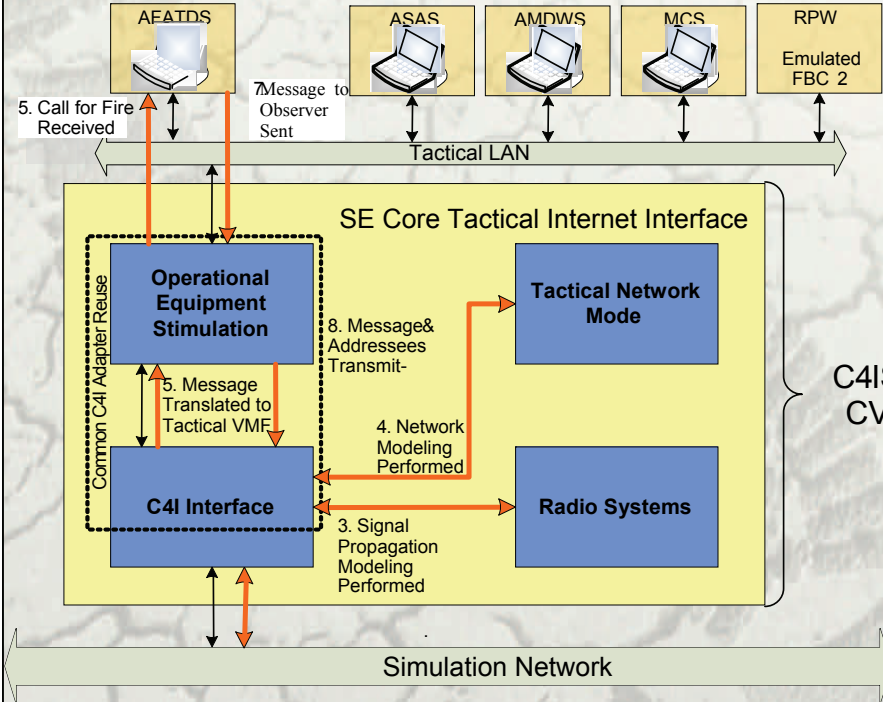 AFATDS
ASAS
AMDWS
MCS
RPW
Emulated
FBC 2
5. Call for Fire
Received
7Message to
Observer
Sent
Tactical LAN
SE Core Tactical Internet Interface
Common C4I Adapter Reuse
Operational
Equipment
Stimulation
Tactical Network
Mode
8. Message&
Addressees
Transmit-
5. Message
Translated to
Tactical VMF
4. Network
Modeling
Performed
C4I Interface
Radio Systems
3. Signal
Propagation
Modeling
Performed
C4IS
CV
Simulation Network